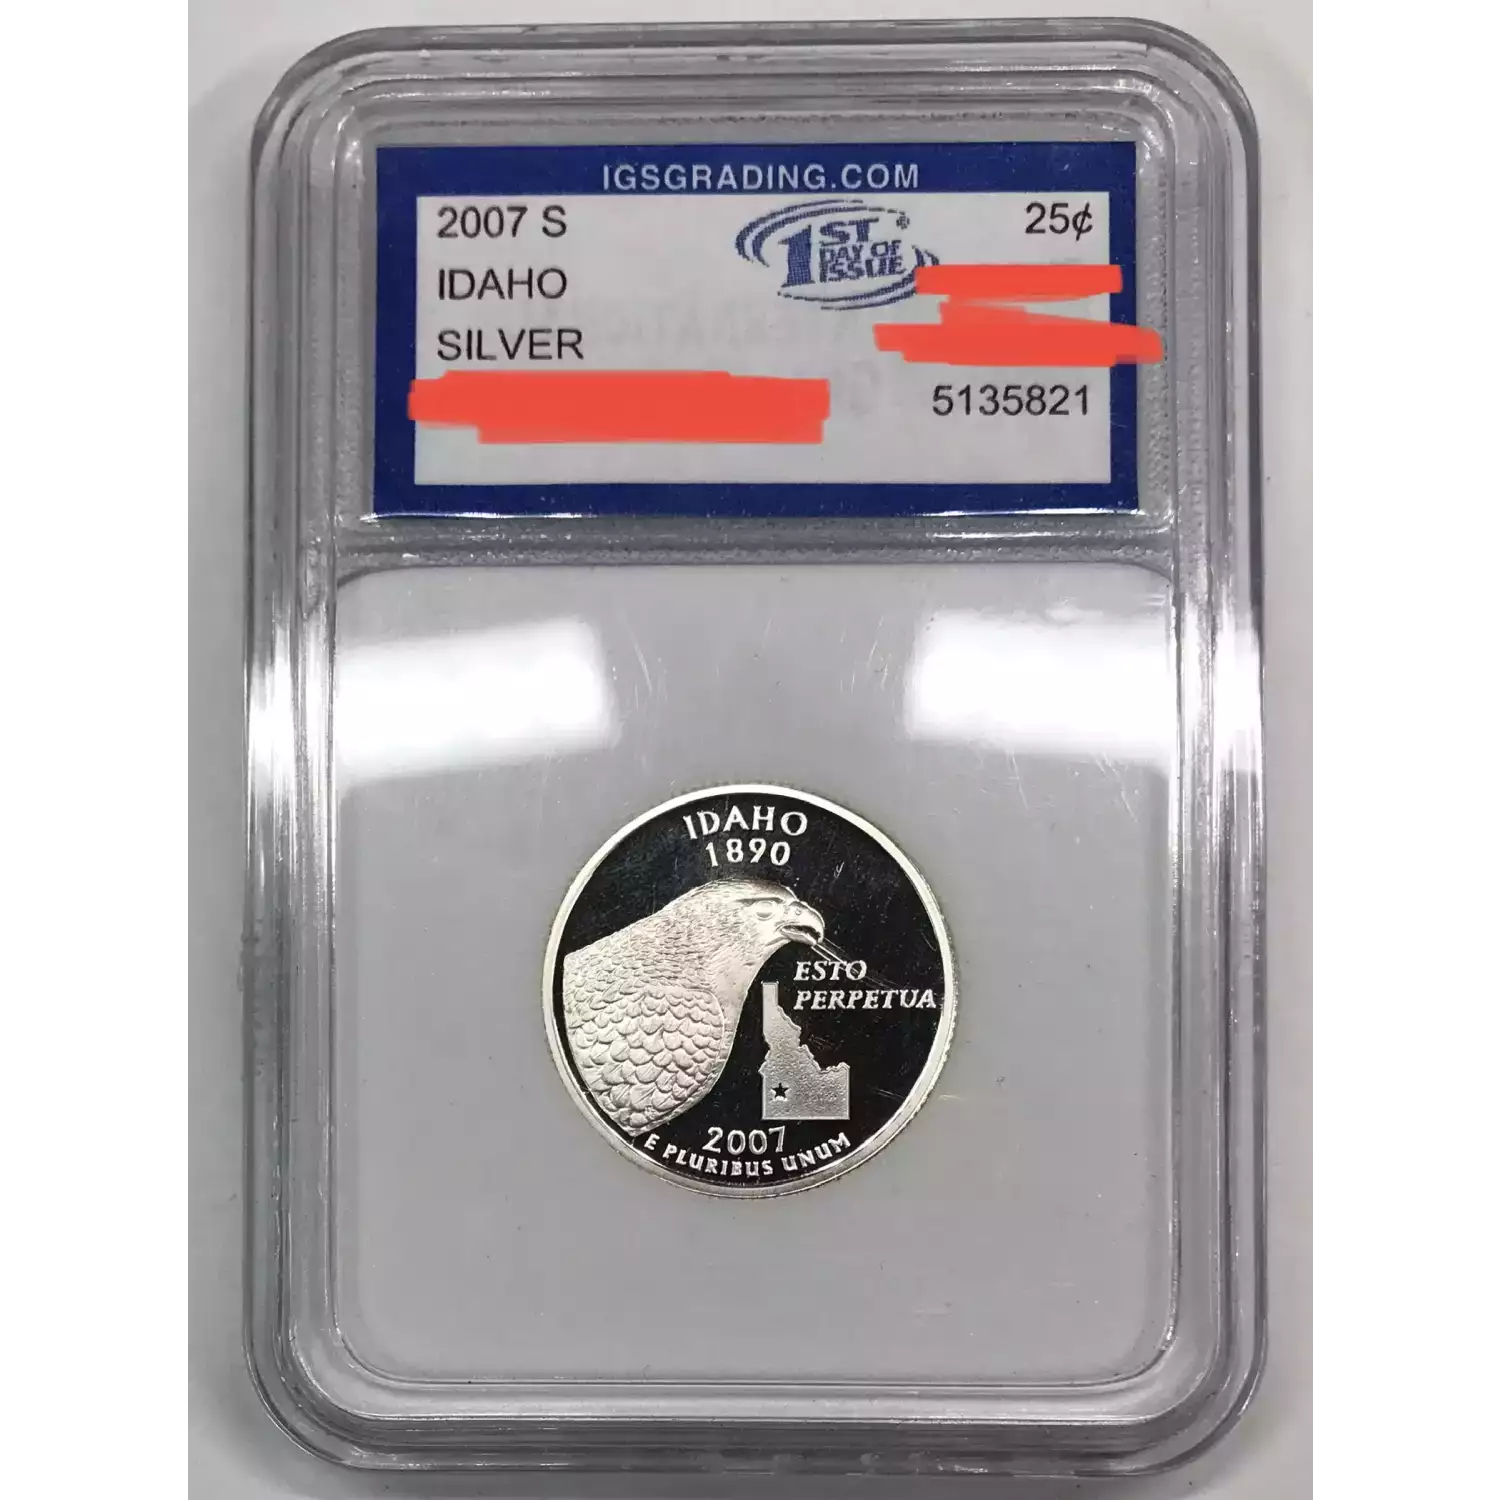 IGSGRADING.COM
2007 S
25¢
1ST
DAY OF
ISSUE
IDAHO
SILVER
5135821
IDAHO
1890
ESTO
PERPETUA
2007
E PLURIBUS UNUM